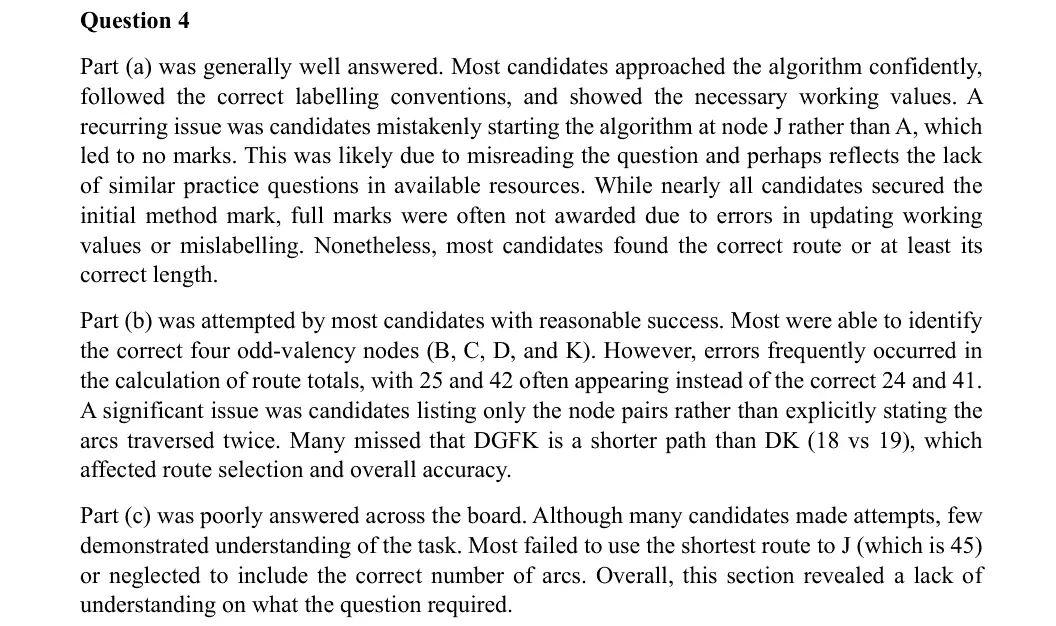 Question 4
Part (a) was generally well answered. Most candidates approached the algorithm confidently,
followed the correct labelling conventions, and showed the necessary working values. A
recurring issue was candidates mistakenly starting the algorithm at node J rather than A, which
led to no marks. This was likely due to misreading the question and perhaps reflects the lack
of similar practice questions in available resources. While nearly all candidates secured the
initial method mark, full marks were often not awarded due to errors in updating working
values or mislabelling. Nonetheless, most candidates found the correct route or at least its
correct length.
Part (b) was attempted by most candidates with reasonable success. Most were able to identify
the correct four odd-valency nodes (B, C, D, and K). However, errors frequently occurred in
the calculation of route totals, with 25 and 42 often appearing instead of the correct 24 and 41.
A significant issue was candidates listing only the node pairs rather than explicitly stating the
arcs traversed twice. Many missed that DGFK is a shorter path than DK (18 vs 19), which
affected route selection and overall accuracy.
Part (c) was poorly answered across the board. Although many candidates made attempts, few
demonstrated understanding of the task. Most failed to use the shortest route to J (which is 45)
or neglected to include the correct number of arcs. Overall, this section revealed a lack of
understanding on what the question required.